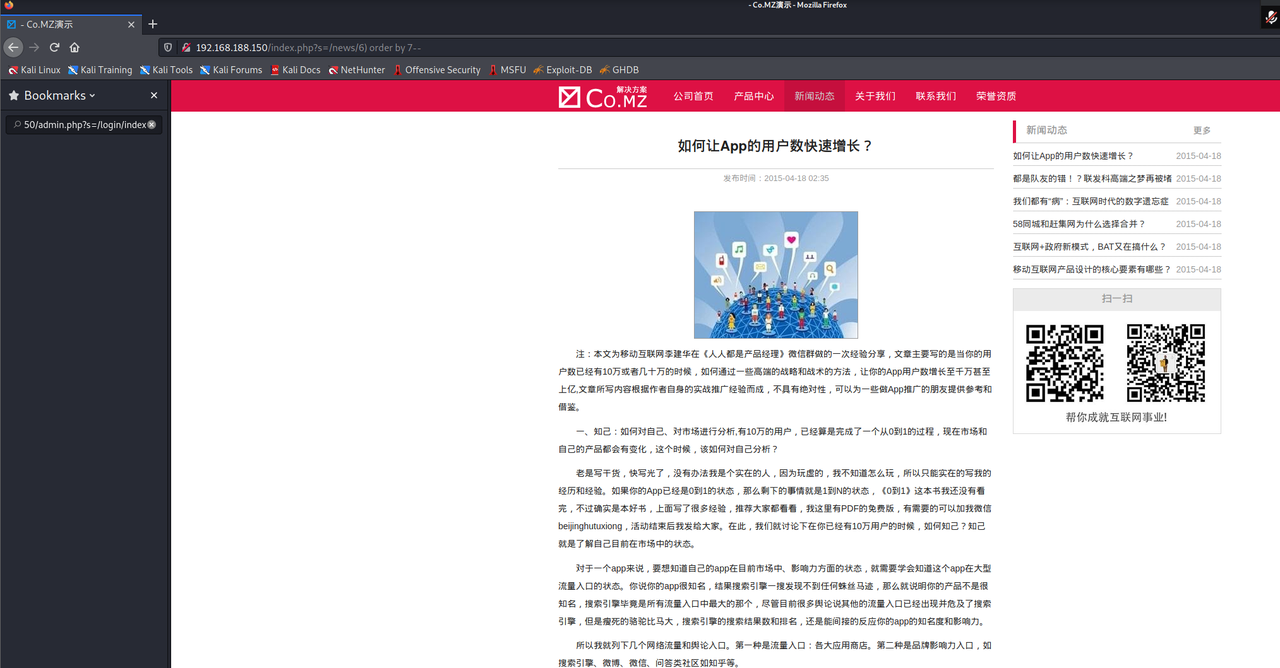 - Co.MZ演示 - Mozilla Firefox
- Co.MZ演示
192.168.188.150/index.php?s=/news/6) order by 7--
Kali Linux Kali Training Kali Tools Kali Forums Kali Docs NetHunter Offensive Security MSFU Exploit-DB GHDB
Bookmarks
50/admin.php?s=/login/index
Co.MZ 解决方案
公司首页 产品中心 新闻动态 关于我们 联系我们 荣誉资质
如何让App的用户数快速增长？
发布时间：2015-04-18 02:35
注：本文为移动互联网李建华在《人人都是产品经理》微信群做的一次经验分享，文章主要写的是当你的用
户数已经有10万或者几十万的时候，如何通过一些高端的战略和战术的方法，让你的App用户数增长至千万甚至
上亿,文章所写内容根据作者自身的实战推广经验而成，不具有绝对性，可以为一些做App推广的朋友提供参考和
借鉴。
一、知己：如何对自己、对市场进行分析,有10万的用户，已经算是完成了一个从0到1的过程，现在市场和
自己的产品都会有变化，这个时候，该如何对自己分析？
老是写干货，快写光了，没有办法我是个实在的人，因为玩虚的，我不知道怎么玩，所以只能实在的写我的
经历和经验。如果你的App已经是0到1的状态，那么剩下的事情就是1到N的状态，《0到1》这本书我还没有看
完，不过确实是本好书，上面写了很多经验，推荐大家都看看，我这里有PDF的免费版，有需要的可以加我微信
beijinghutuxiong，活动结束后我发给大家。在此，我们就讨论下在你已经有10万用户的时候，如何知己？知己
就是了解自己目前在市场中的状态。
对于一个app来说，要想知道自己的app在目前市场中、影响力方面的状态，就需要学会知道这个app在大型
流量入口的状态。你说你的app很知名，结果搜索引擎一搜发现不到任何蛛丝马迹，那么就说明你的产品不是很
知名，搜索引擎毕竟是所有流量入口中最大的那个，尽管目前很多舆论说其他的流量入口已经出现并危及了搜索
引擎，但是瘦死的骆驼比马大，搜索引擎的搜索结果数和排名，还是能间接的反应你的app的知名度和影响力。
所以我就列下几个网络流量和舆论入口。第一种是流量入口：各大应用商店。第二种是品牌影响力入口，如
搜索引擎、微博、微信、问答类社区如知乎等。
新闻动态 更多
如何让App的用户数快速增长？ 2015-04-18
都是队友的错！？联发科高端之梦再被堵 2015-04-18
我们都有“病”：互联网时代的数字遗忘症 2015-04-18
58同城和赶集网为什么选择合并？ 2015-04-18
互联网+政府新模式，BAT又在搞什么？ 2015-04-18
移动互联网产品设计的核心要素有哪些？ 2015-04-18
扫一扫
帮你成就互联网事业!